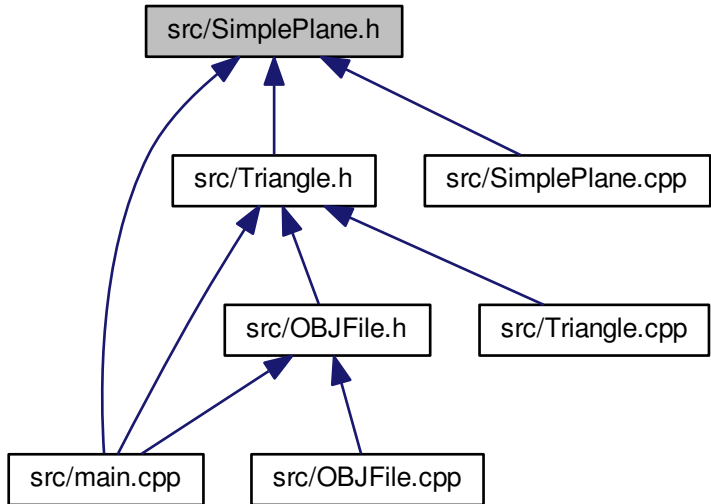 src/SimplePlane.h
src/Triangle.h
src/SimplePlane.cpp
src/OBJFile.h
src/Triangle.cpp
src/main.cpp
src/OBJFile.cpp